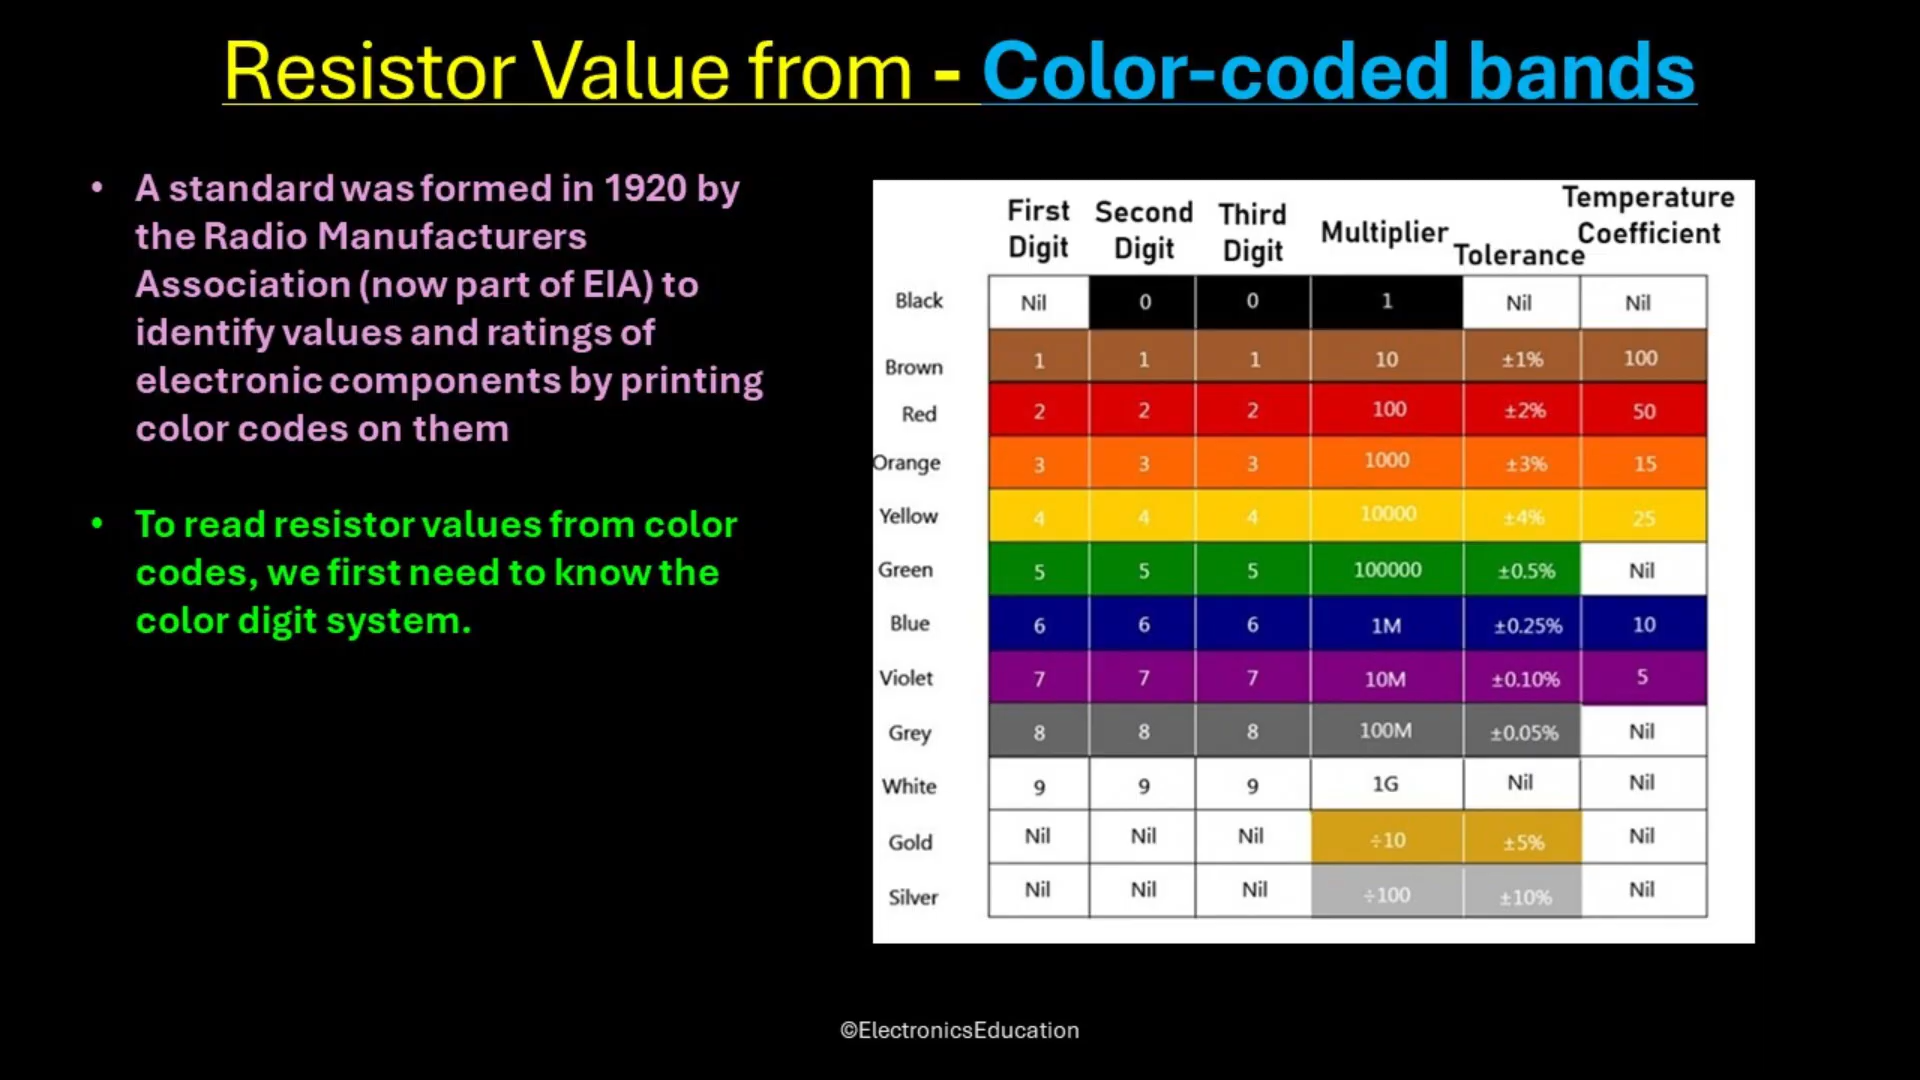 Resistor Value from - Color-coded bands
• A standard was formed in 1920 by
the Radio Manufacturers
Association (now part of EIA) to
identify values and ratings of
electronic components by printing
color codes on them
• To read resistor values from color
codes, we first need to know the
color digit system.
First Digit Second Digit Third Digit Multiplier Tolerance Temperature Coefficient
Black Nil 0 0 1 Nil Nil
Brown 1 1 1 10 ±1% 100
Red 2 2 2 100 ±2% 50
Orange 3 3 3 1000 ±3% 15
Yellow 4 4 4 10000 ±4% 25
Green 5 5 5 100000 ±0.5% Nil
Blue 6 6 6 1M ±0.25% 10
Violet 7 7 7 10M ±0.10% 5
Grey 8 8 8 100M ±0.05% Nil
White 9 9 9 1G Nil Nil
Gold Nil Nil Nil ÷10 ±5% Nil
Silver Nil Nil Nil ÷100 ±10% Nil
©ElectronicsEducation